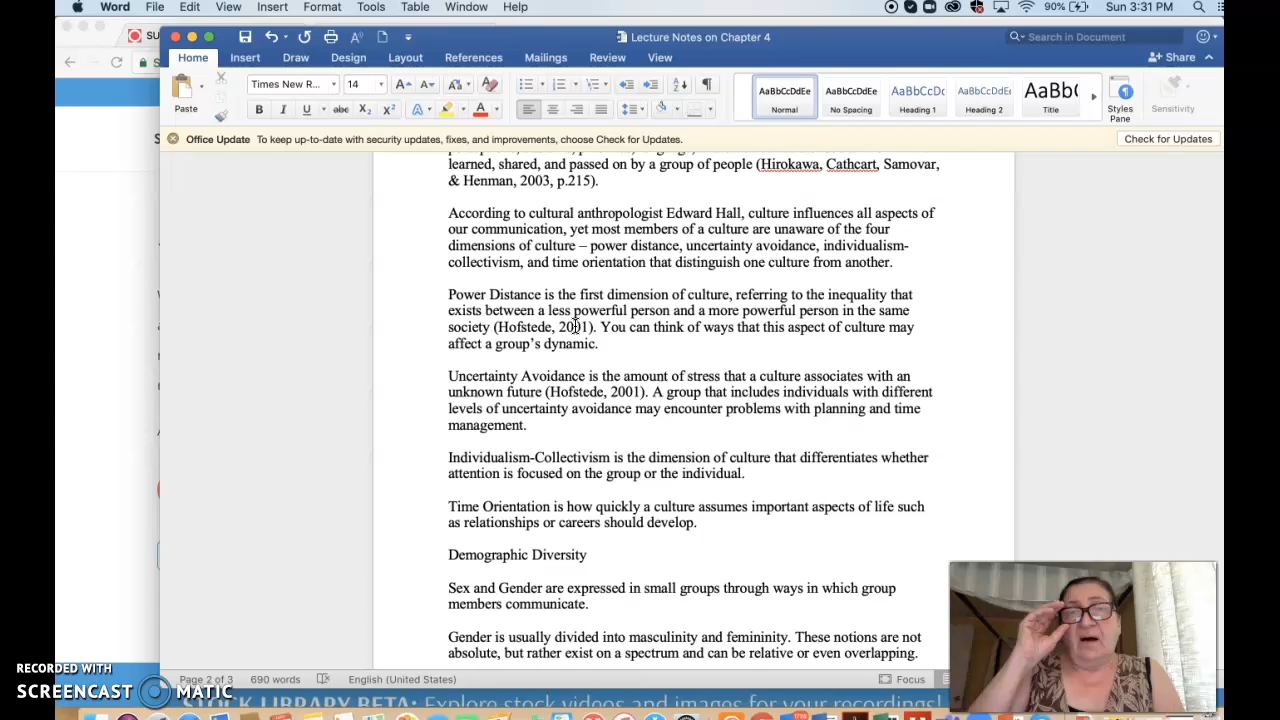 Word File Edit View Insert Format Tools Table Window Help 90% Sun 3:31 PM
Lecture Notes on Chapter 4 Search in Document
Home Insert Draw Design Layout References Mailings Review View Share
Times New R... 14
Paste
AaBbCcDdEe AaBbCcDdEe AaBbCcDc AaBbCcDdEe AaBb(
Normal No Spacing Heading 1 Heading 2 Title Styles Pane Sensitivity
Office Update To keep up-to-date with security updates, fixes, and improvements, choose Check for Updates. Check for Updates
learned, shared, and passed on by a group of people (Hirokawa, Cathcart, Samovar,
& Henman, 2003, p.215).
According to cultural anthropologist Edward Hall, culture influences all aspects of
our communication, yet most members of a culture are unaware of the four
dimensions of culture – power distance, uncertainty avoidance, individualism-
collectivism, and time orientation that distinguish one culture from another.
Power Distance is the first dimension of culture, referring to the inequality that
exists between a less powerful person and a more powerful person in the same
society (Hofstede, 2001). You can think of ways that this aspect of culture may
affect a group’s dynamic.
Uncertainty Avoidance is the amount of stress that a culture associates with an
unknown future (Hofstede, 2001). A group that includes individuals with different
levels of uncertainty avoidance may encounter problems with planning and time
management.
Individualism-Collectivism is the dimension of culture that differentiates whether
attention is focused on the group or the individual.
Time Orientation is how quickly a culture assumes important aspects of life such
as relationships or careers should develop.
Demographic Diversity
Sex and Gender are expressed in small groups through ways in which group
members communicate.
Gender is usually divided into masculinity and femininity. These notions are not
absolute, but rather exist on a spectrum and can be relative or even overlapping.
Page 2 of 3 690 words English (United States) Focus
RECORDED WITH
SCREENCAST MATIC
STOCK LIBRARY BETA: Explore stock videos and images for your recordings!